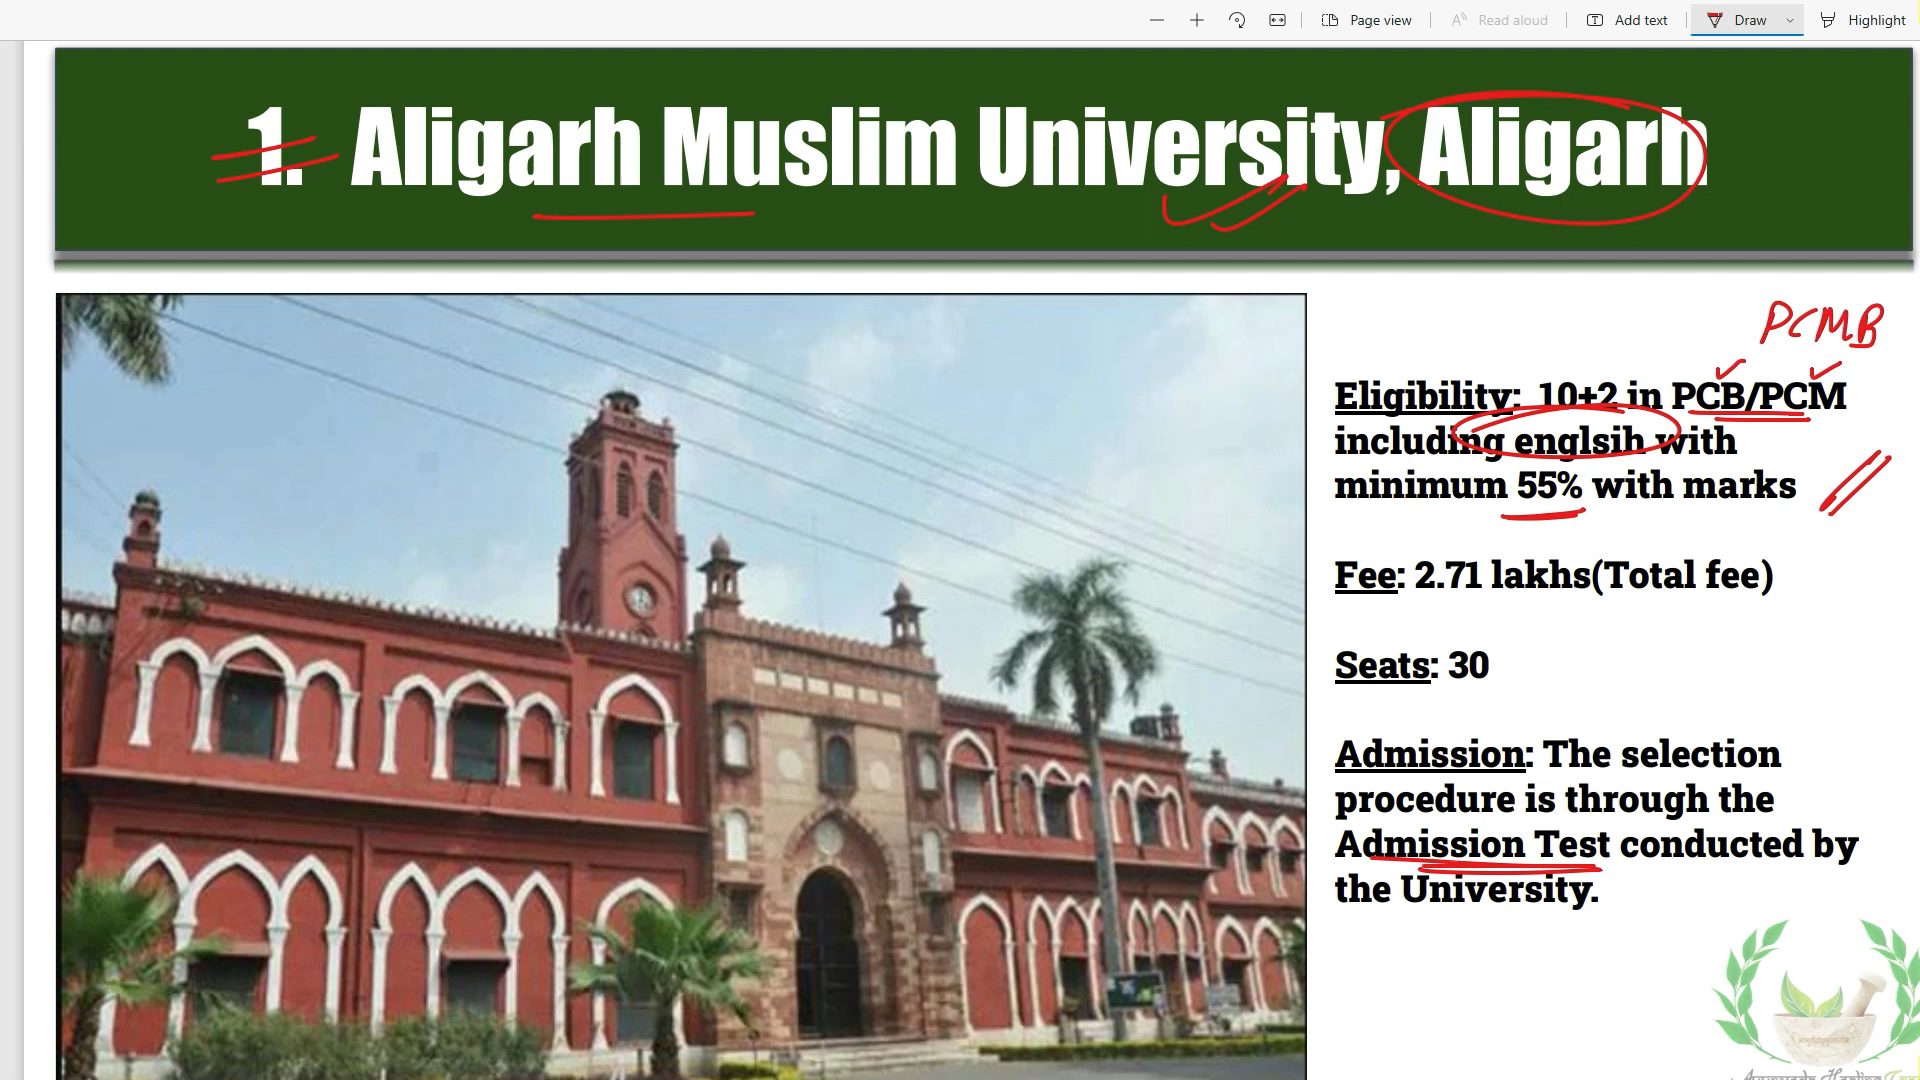 Page view
Read aloud
Add text
Draw
Highlight
1. Aligarh Muslim University, Aligarh
PCMB
Eligibility: 10+2 in PCB/PCM
including englsih with
minimum 55% with marks
Fee: 2.71 lakhs(Total fee)
Seats: 30
Admission: The selection
procedure is through the
Admission Test conducted by
the University.